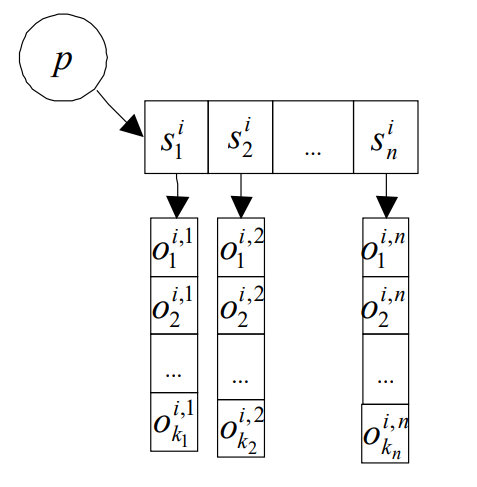 p
s_1^i s_2^i ... s_n^i
o_1^{i,1} o_1^{i,2} o_1^{i,n}
o_2^{i,1} o_2^{i,2} o_2^{i,n}
... ... ...
o_{k_1}^{i,1} o_{k_2}^{i,2} o_{k_n}^{i,n}